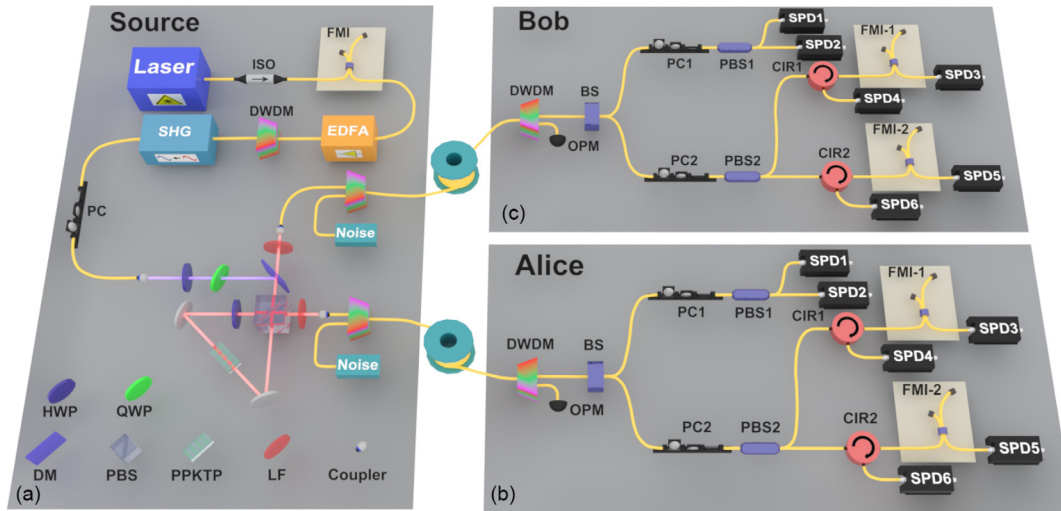 Source
Laser
ISO
FMI
SHG
DWDM
EDFA
PC
Noise
Noise
HWP
QWP
DM
PBS
PPKTP
LF
Coupler
(a)
Bob
DWDM
OPM
BS
PC1
PBS1
SPD1
SPD2
CIR1
FMI-1
SPD3
SPD4
PC2
PBS2
CIR2
FMI-2
SPD5
SPD6
(c)
Alice
DWDM
OPM
BS
PC1
PBS1
SPD1
SPD2
CIR1
FMI-1
SPD3
SPD4
PC2
PBS2
CIR2
FMI-2
SPD5
SPD6
(b)